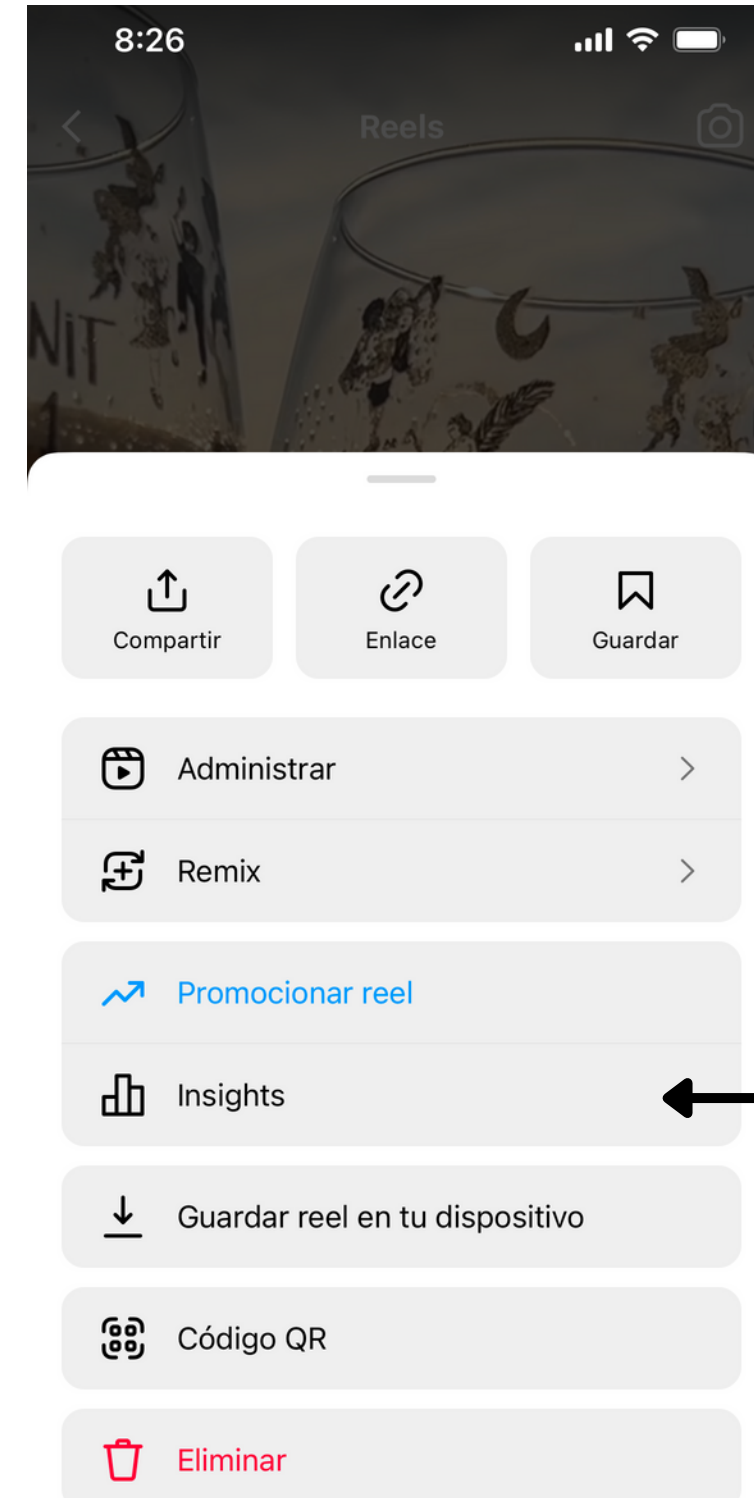 8:26
Reels
NiT
Compartir
Enlace
Guardar
Administrar
Remix
Promocionar reel
Insights
Guardar reel en tu dispositivo
Código QR
Eliminar